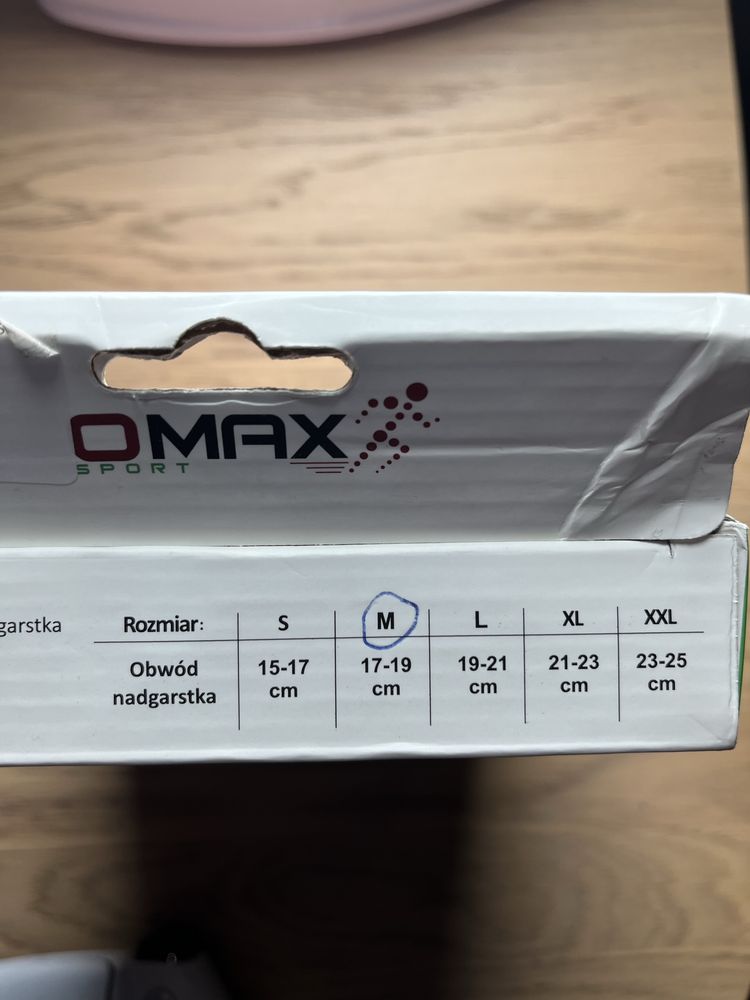 OMAX
SPORT
garstka
Rozmiar: S M L XL XXL
Obwód nadgarstka 15-17 cm 17-19 cm 19-21 cm 21-23 cm 23-25 cm